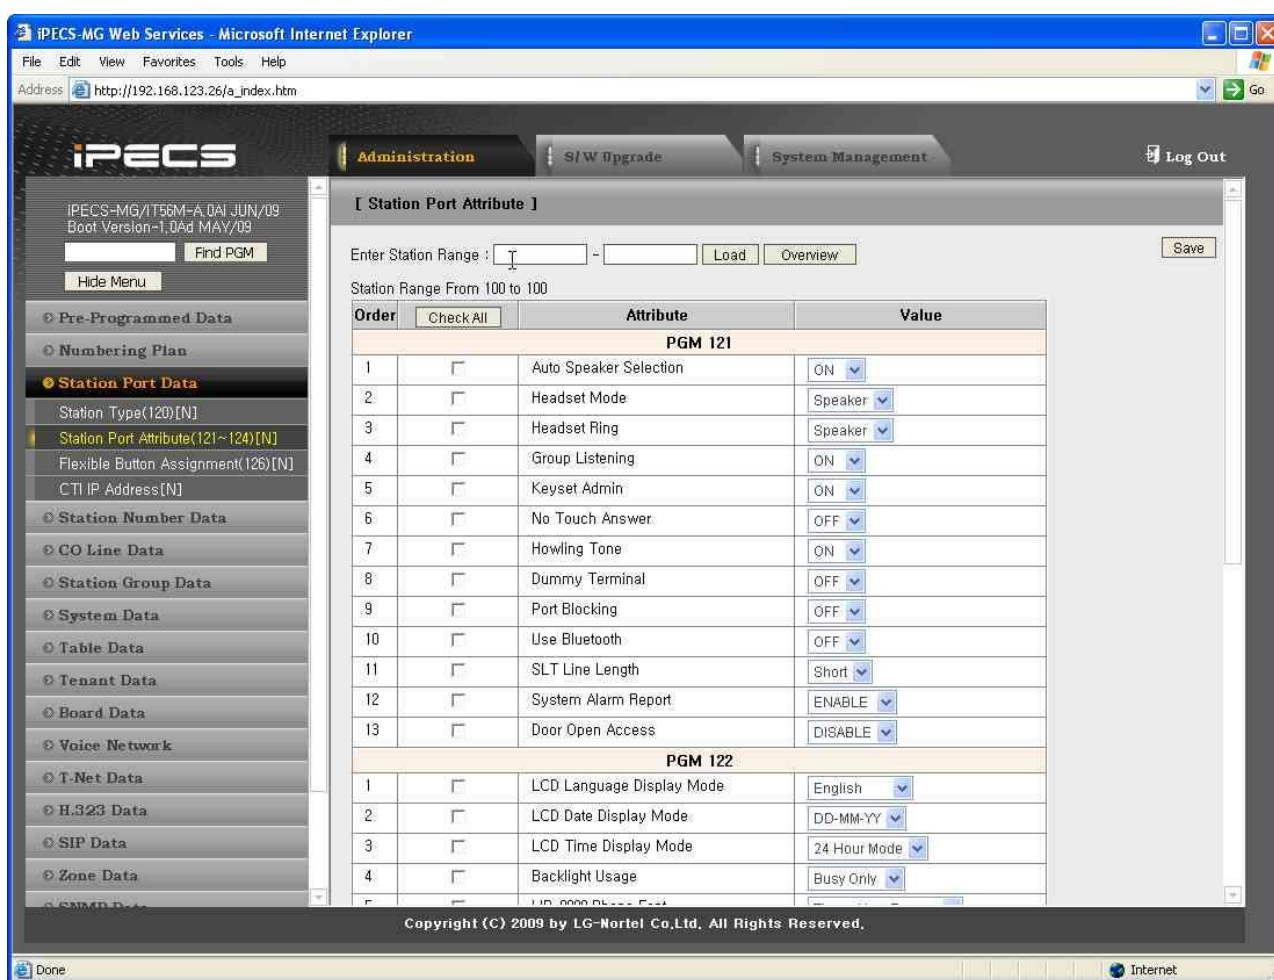 iPECS-MG Web Services - Microsoft Internet Explorer
File Edit View Favorites Tools Help
Address http://192.168.123.26/a_index.htm Go
iPECS
Administration S/W Upgrade System Management Log Out
iPECS-MG/IT56M-A.0AI JUN/09
Boot Version-1.0Ad MAY/09
Find PGM
Hide Menu
Pre-Programmed Data
Numbering Plan
Station Port Data
Station Type(120)[N]
Station Port Attribute(121~124)[N]
Flexible Button Assignment(126)[N]
CTI IP Address[N]
Station Number Data
CO Line Data
Station Group Data
System Data
Table Data
Tenant Data
Board Data
Voice Network
T-Net Data
H.323 Data
SIP Data
Zone Data
[ Station Port Attribute ]
Enter Station Range : - Load Overview Save
Station Range From 100 to 100
Order Check All Attribute Value
PGM 121
1 Auto Speaker Selection ON
2 Headset Mode Speaker
3 Headset Ring Speaker
4 Group Listening ON
5 Keyset Admin ON
6 No Touch Answer OFF
7 Howling Tone ON
8 Dummy Terminal OFF
9 Port Blocking OFF
10 Use Bluetooth OFF
11 SLT Line Length Short
12 System Alarm Report ENABLE
13 Door Open Access DISABLE
PGM 122
1 LCD Language Display Mode English
2 LCD Date Display Mode DD-MM-YY
3 LCD Time Display Mode 24 Hour Mode
4 Backlight Usage Busy Only
Copyright (C) 2009 by LG-Nortel Co,Ltd, All Rights Reserved,
Done Internet